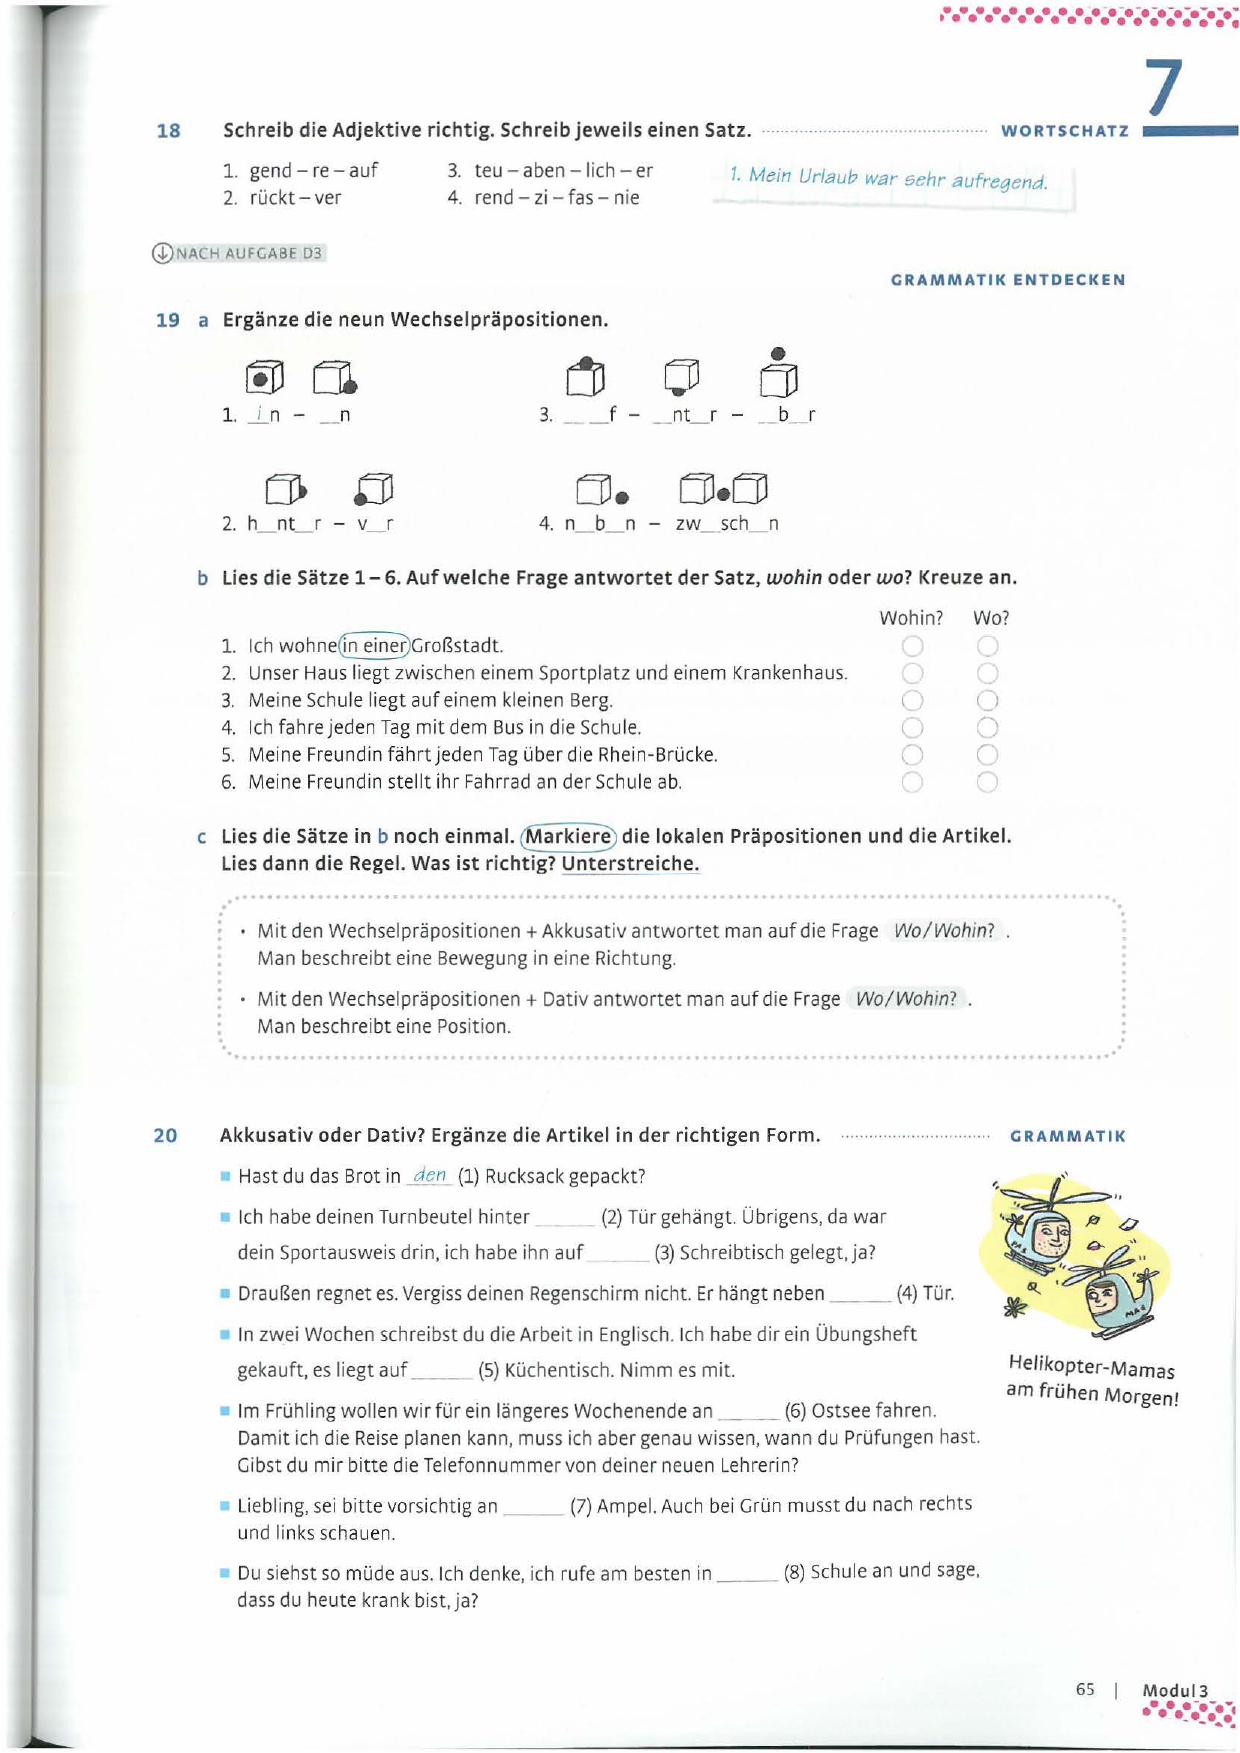 7
18 Schreib die Adjektive richtig. Schreib jeweils einen Satz. WORTSCHATZ
1. gend – re – auf 3. teu – aben – lich – er 1. Mein Urlaub war sehr aufregend.
2. rückt – ver 4. rend – zi – fas – nie
NACH AUFGABE D3
GRAMMATIK ENTDECKEN
19 a Ergänze die neun Wechselpräpositionen.
1. i n – __n 3. __ __f – __nt__r – __b__r
2. h__nt__r – v__r 4. n__b__n – zw__sch__n
b Lies die Sätze 1 – 6. Auf welche Frage antwortet der Satz, wohin oder wo? Kreuze an.
Wohin? Wo?
1. Ich wohne in einer Großstadt.
2. Unser Haus liegt zwischen einem Sportplatz und einem Krankenhaus.
3. Meine Schule liegt auf einem kleinen Berg.
4. Ich fahre jeden Tag mit dem Bus in die Schule.
5. Meine Freundin fährt jeden Tag über die Rhein-Brücke.
6. Meine Freundin stellt ihr Fahrrad an der Schule ab.
c Lies die Sätze in b noch einmal. Markiere die lokalen Präpositionen und die Artikel.
Lies dann die Regel. Was ist richtig? Unterstreiche.
• Mit den Wechselpräpositionen + Akkusativ antwortet man auf die Frage Wo/Wohin? .
Man beschreibt eine Bewegung in eine Richtung.
• Mit den Wechselpräpositionen + Dativ antwortet man auf die Frage Wo/Wohin? .
Man beschreibt eine Position.
20 Akkusativ oder Dativ? Ergänze die Artikel in der richtigen Form. GRAMMATIK
Hast du das Brot in den (1) Rucksack gepackt?
Ich habe deinen Turnbeutel hinter ______ (2) Tür gehängt. Übrigens, da war
dein Sportausweis drin, ich habe ihn auf ______ (3) Schreibtisch gelegt, ja?
Draußen regnet es. Vergiss deinen Regenschirm nicht. Er hängt neben ______ (4) Tür.
In zwei Wochen schreibst du die Arbeit in Englisch. Ich habe dir ein Übungsheft
gekauft, es liegt auf ______ (5) Küchentisch. Nimm es mit.
Helikopter-Mamas
am frühen Morgen!
Im Frühling wollen wir für ein längeres Wochenende an ______ (6) Ostsee fahren.
Damit ich die Reise planen kann, muss ich aber genau wissen, wann du Prüfungen hast.
Gibst du mir bitte die Telefonnummer von deiner neuen Lehrerin?
Liebling, sei bitte vorsichtig an ______ (7) Ampel. Auch bei Grün musst du nach rechts
und links schauen.
Du siehst so müde aus. Ich denke, ich rufe am besten in ______ (8) Schule an und sage,
dass du heute krank bist, ja?
65 | Modul 3